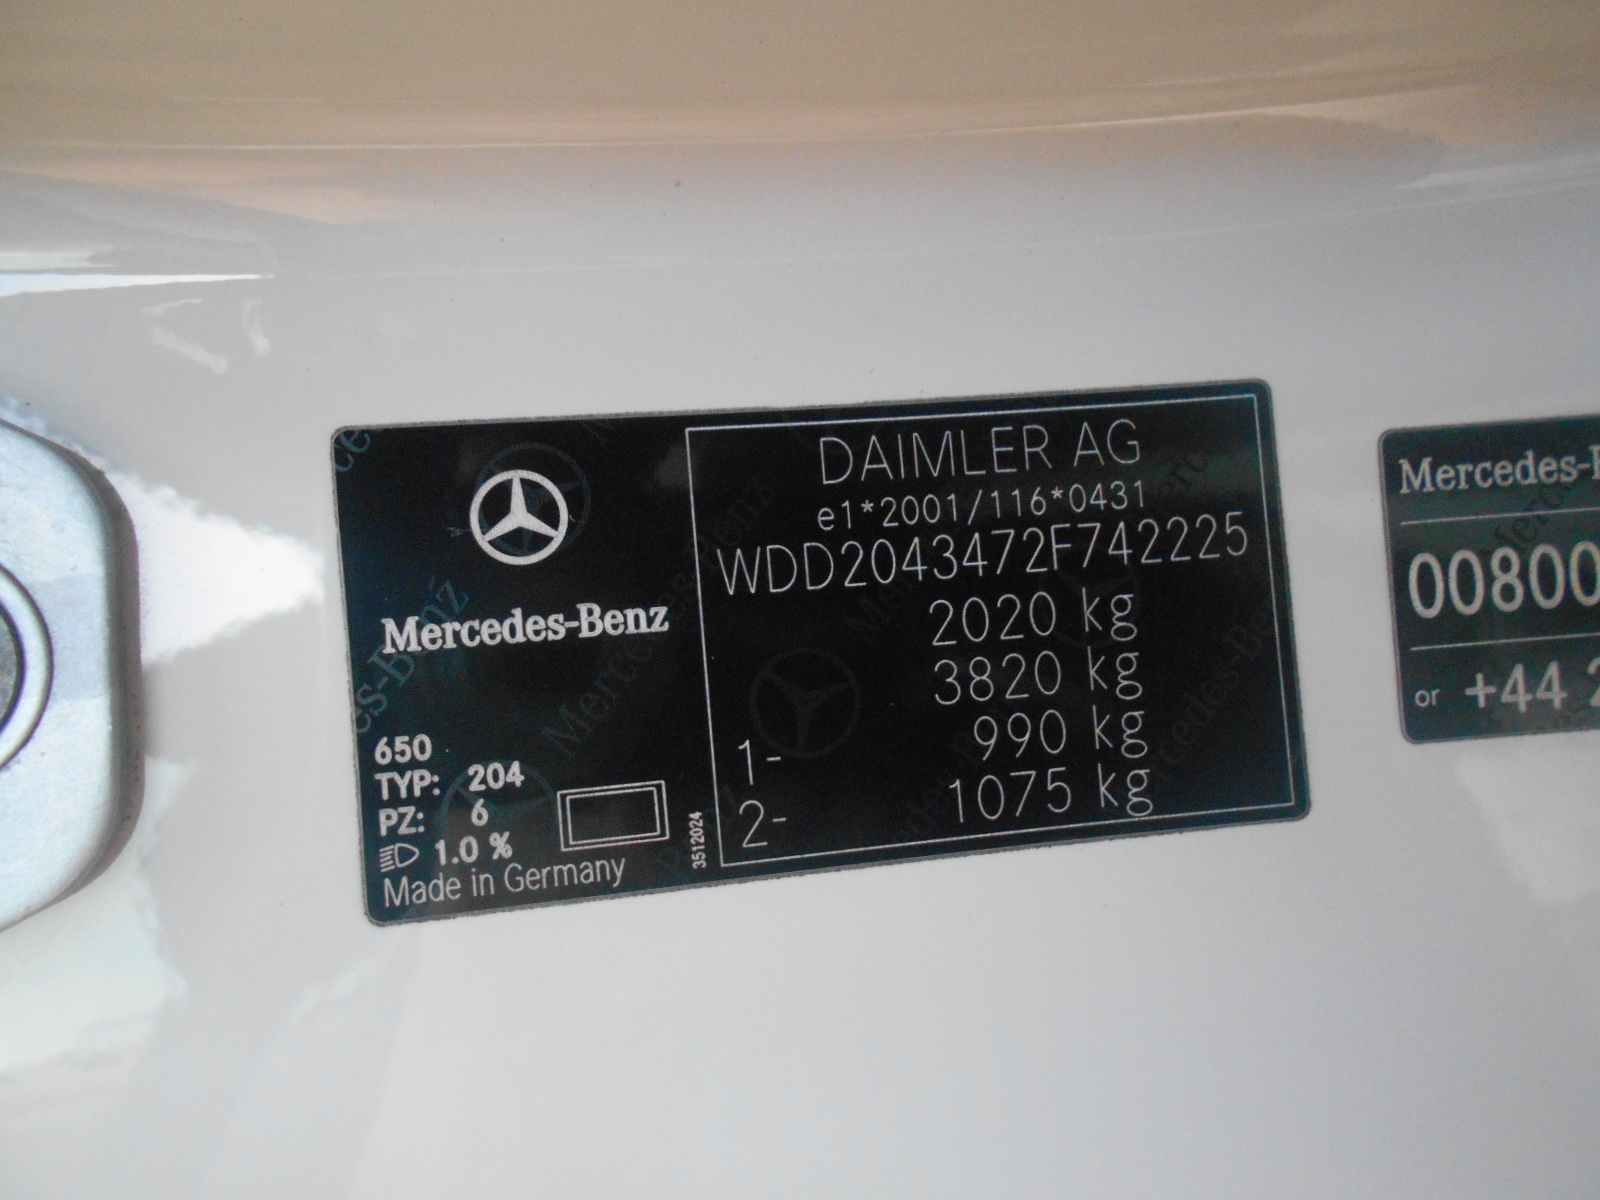 DAIMLER AG
e1*2001/116*0431
WDD2043472F742225
2020 kg
3820 kg
1- 990 kg
2- 1075 kg
Mercedes-Benz
650
TYP: 204
PZ: 6
1.0 %
Made in Germany
3512024
Mercedes-B
00800
or +44 2